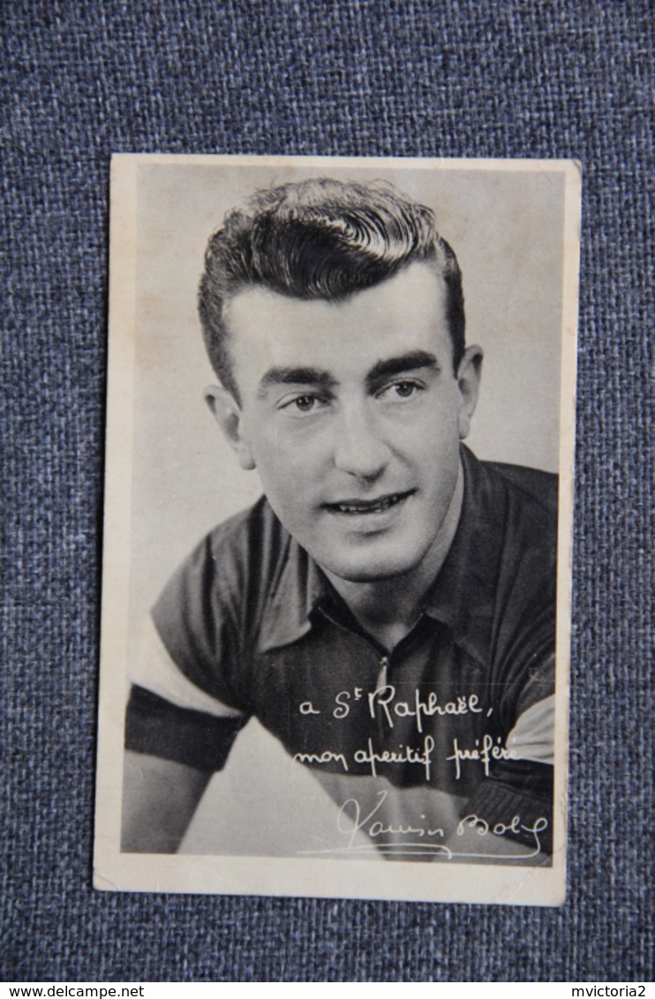 a St Raphaël,
mon aperitif préféré
Louison Bobet
© www.delcampe.net
mvictoria2